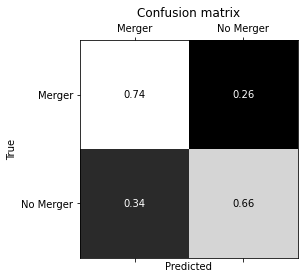 Confusion matrix
Merger No Merger
Merger 0.74 0.26
True
No Merger 0.34 0.66
Predicted